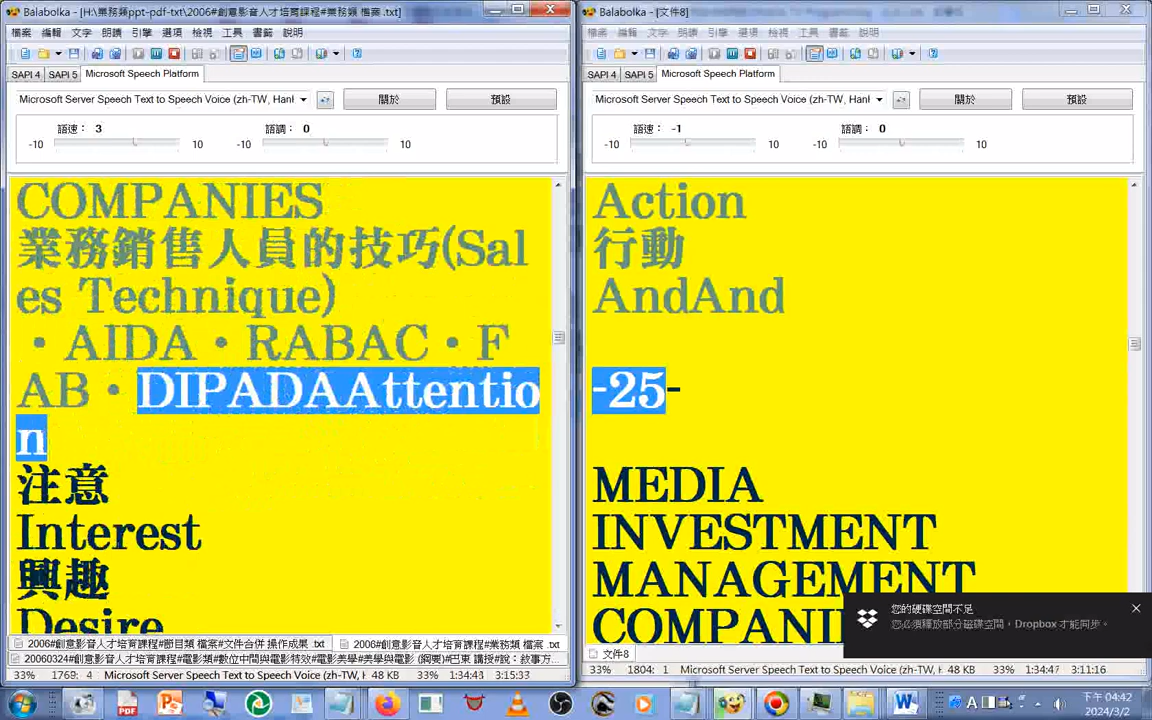 Balabolka - [H:\業務類ppt-pdf-txt\2006#創意影音人才培育課程#業務類 檔案 .txt]
檔案 編輯 文字 朗讀 引擎 選項 檢視 工具 書籤 說明
SAPI 4 SAPI 5 Microsoft Speech Platform
Microsoft Server Speech Text to Speech Voice (zh-TW, Hanl
關於
預設
語速： 3
語調： 0
-10 10 -10 10
COMPANIES
業務銷售人員的技巧(Sal
es Technique)
・AIDA・RABAC・F
AB・DIPADAAttentio
n
注意
Interest
興趣
Desire
2006#創意影音人才培育課程#節目類 檔案#文件合併 操作成果 .txt
2006#創意影音人才培育課程#業務類 檔案 .txt
20060324#創意影音人才培育課程#電影類#數位中間與電影特效#電影美學#美學與電影 (綱要)#巴東 講授#說：敘事方...
33% 1769: 4 Microsoft Server Speech Text to Speech Voice (zh-TW, H 48 KB 1:34:43 3:15:33
Balabolka - [文件8]
檔案 編輯 文字 朗讀 引擎 選項 檢視 工具 書籤 說明
SAPI 4 SAPI 5 Microsoft Speech Platform
Microsoft Server Speech Text to Speech Voice (zh-TW, Hanl
關於
預設
語速： -1
語調： 0
-10 10 -10 10
Action
行動
AndAnd
-25-
MEDIA
INVESTMENT
MANAGEMENT
COMPANI
文件8
33% 1804: 1 Microsoft Server Speech Text to Speech Voice (zh-TW, H 48 KB 1:34:47 3:11:16
您的硬碟空間不足
您必須釋放部分磁碟空間，Dropbox 才能同步。
下午 04:42
2024/3/2